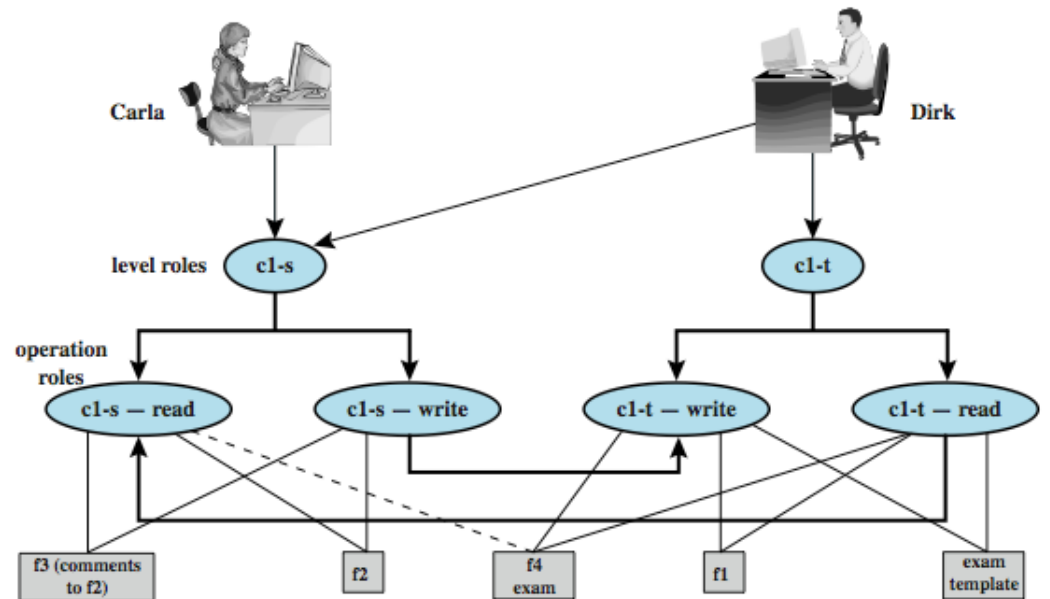 Carla
Dirk
level roles
c1-s
c1-t
operation
roles
c1-s — read
c1-s — write
c1-t — write
c1-t — read
f3 (comments
to f2)
f2
f4
exam
f1
exam
template